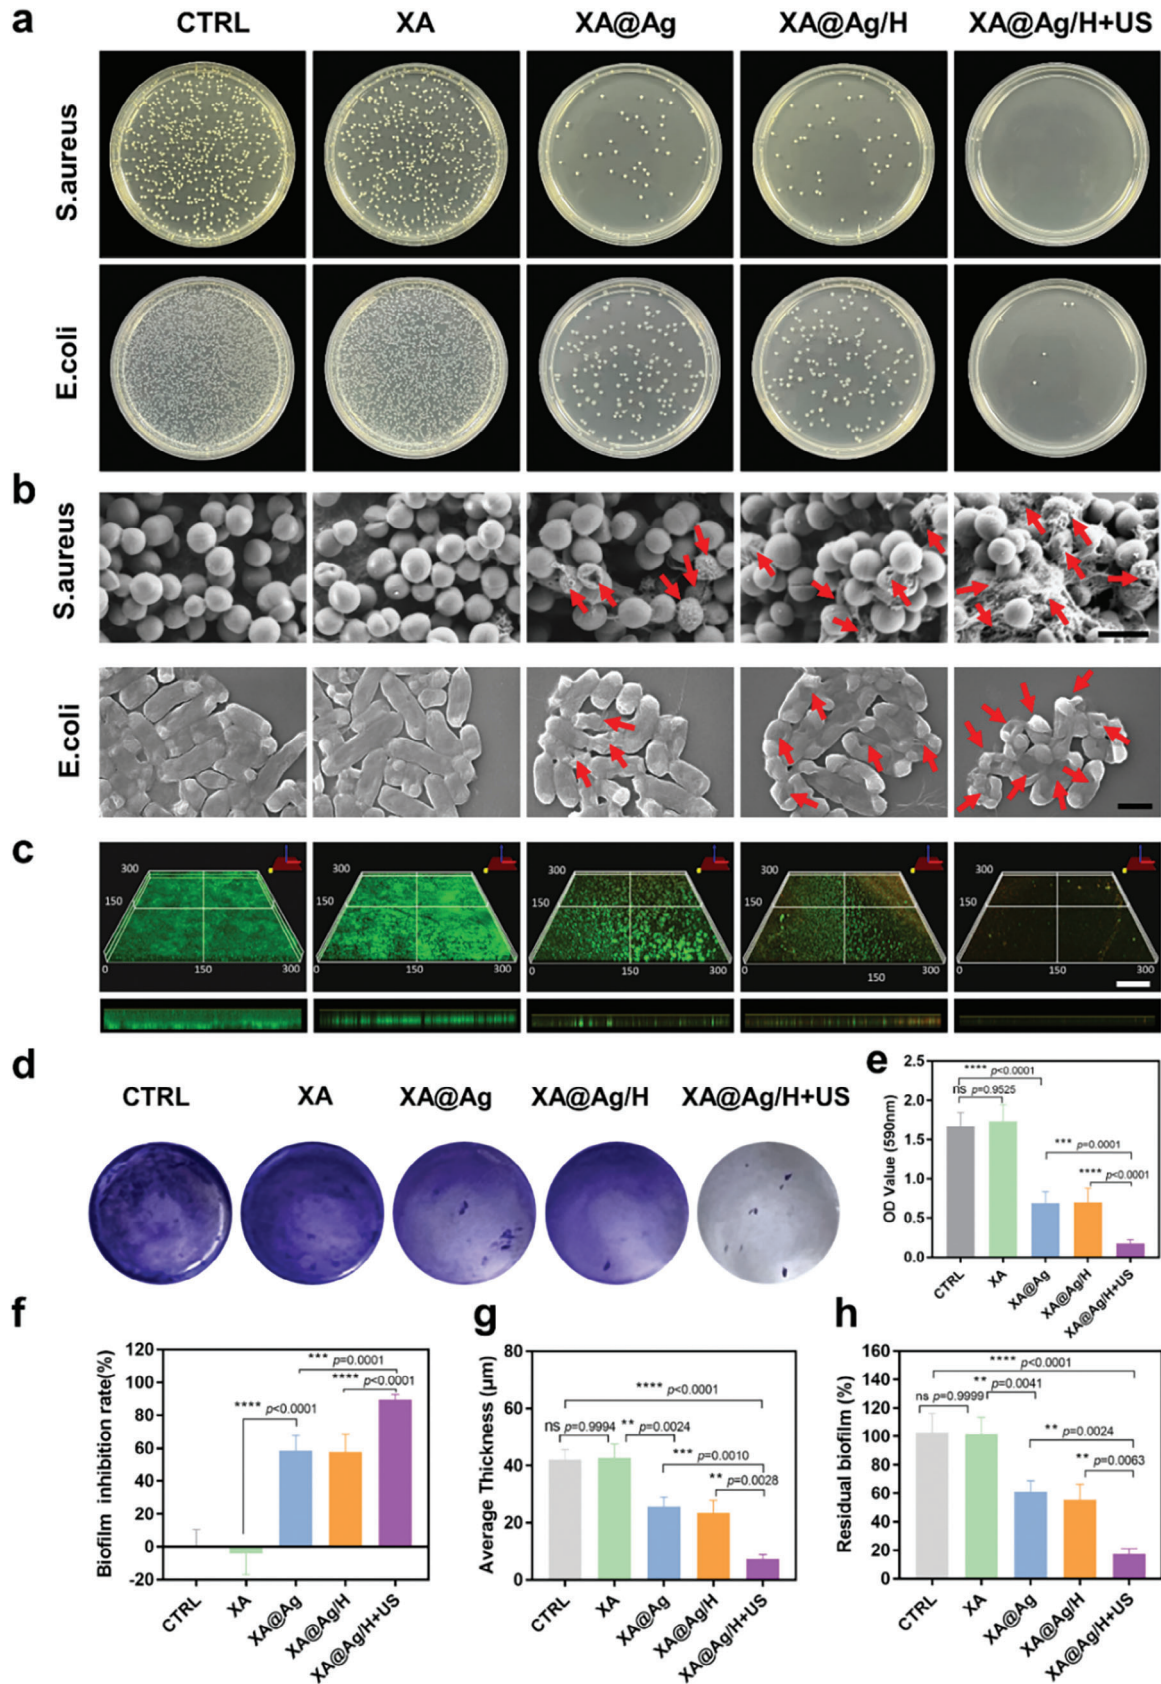 a
CTRL XA XA@Ag XA@Ag/H XA@Ag/H+US
S.aureus
E.coli
b
S.aureus
E.coli
c
300
150
0 150 300
300
150
0 150 300
300
150
0 150 300
300
150
0 150 300
300
150
0 150 300
d
CTRL XA XA@Ag XA@Ag/H XA@Ag/H+US
e
OD Value (590nm)
2.5
2.0
1.5
1.0
0.5
0.0
**** p<0.0001
ns p=0.9525
*** p=0.0001
**** p<0.0001
CTRL XA XA@Ag XA@Ag/H XA@Ag/H+US
f
Biofilm inhibition rate(%)
120
100
80
60
40
20
0
-20
*** p=0.0001
**** p<0.0001
**** p<0.0001
CTRL XA XA@Ag XA@Ag/H XA@Ag/H+US
g
Average Thickness (μm)
80
60
40
20
0
**** p<0.0001
ns p=0.9994
** p=0.0024
*** p=0.0010
** p=0.0028
CTRL XA XA@Ag XA@Ag/H XA@Ag/H+US
h
Residual biofilm (%)
160
140
120
100
80
60
40
20
0
**** p<0.0001
** p=0.0041
ns p=0.9999
** p=0.0024
** p=0.0063
CTRL XA XA@Ag XA@Ag/H XA@Ag/H+US